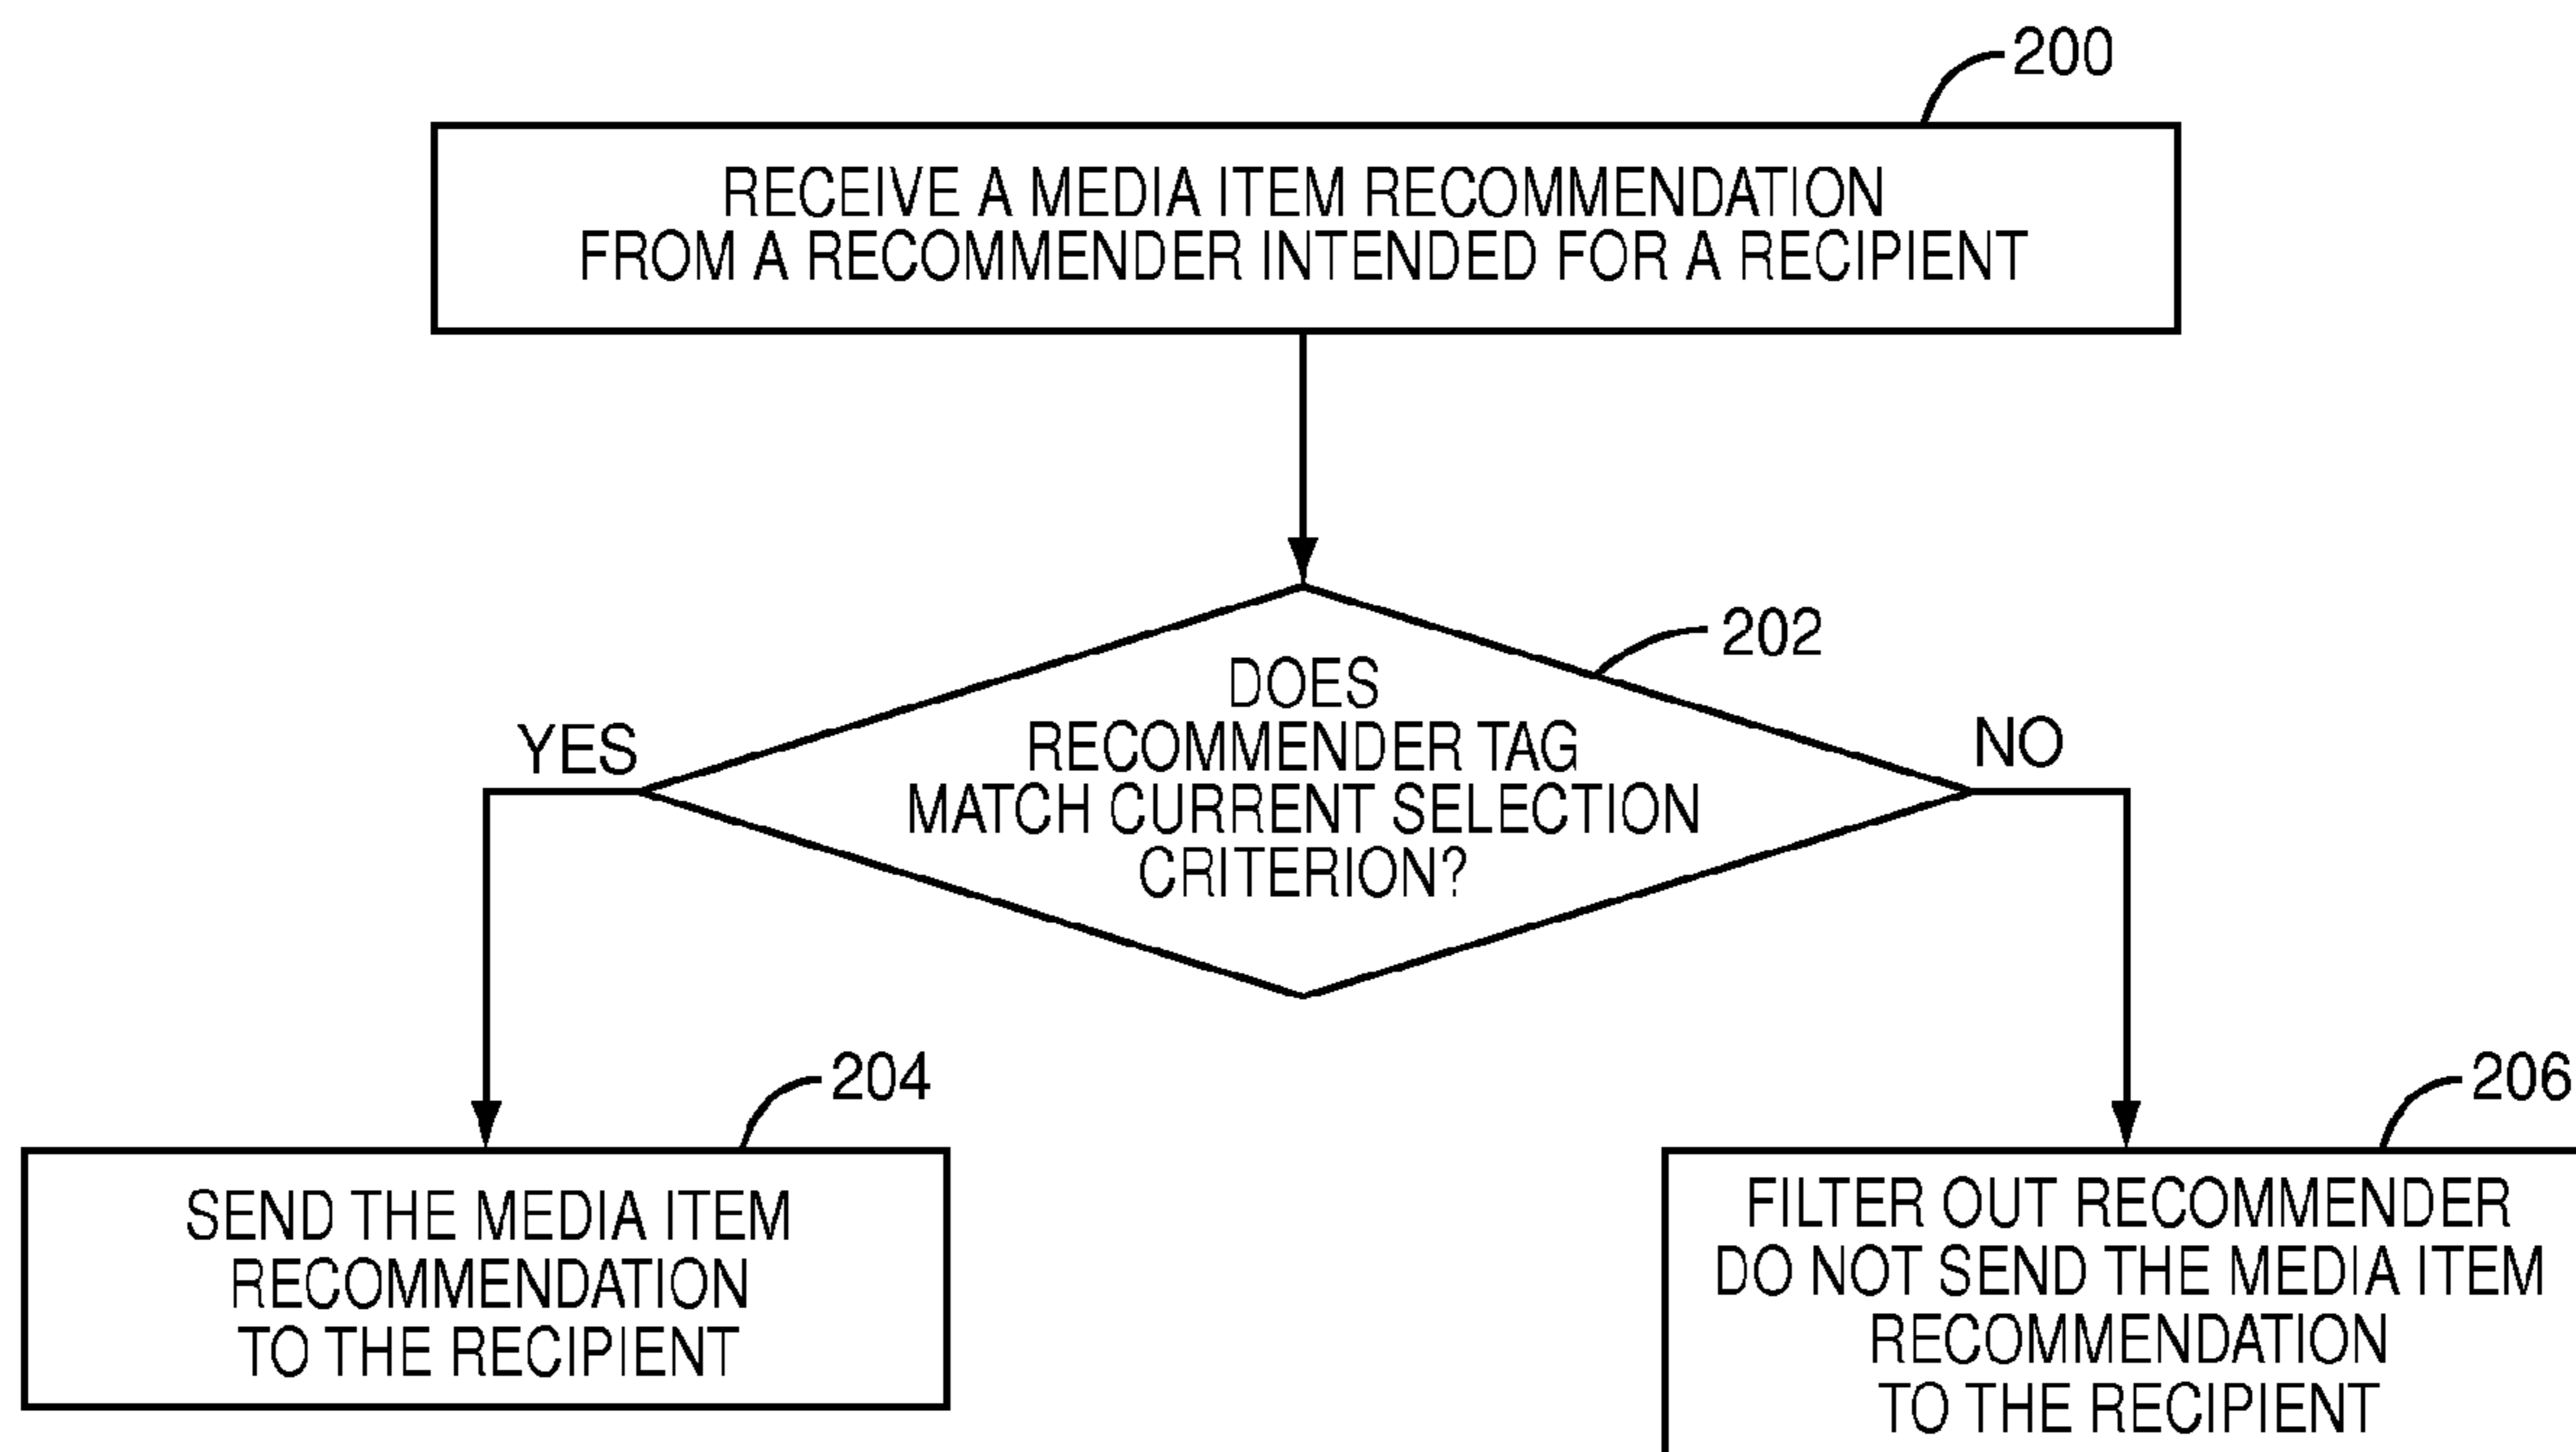 200
RECEIVE A MEDIA ITEM RECOMMENDATION
FROM A RECOMMENDER INTENDED FOR A RECIPIENT
202
DOES
RECOMMENDER TAG
MATCH CURRENT SELECTION
CRITERION?
YES
NO
204
SEND THE MEDIA ITEM
RECOMMENDATION
TO THE RECIPIENT
206
FILTER OUT RECOMMENDER
DO NOT SEND THE MEDIA ITEM
RECOMMENDATION
TO THE RECIPIENT